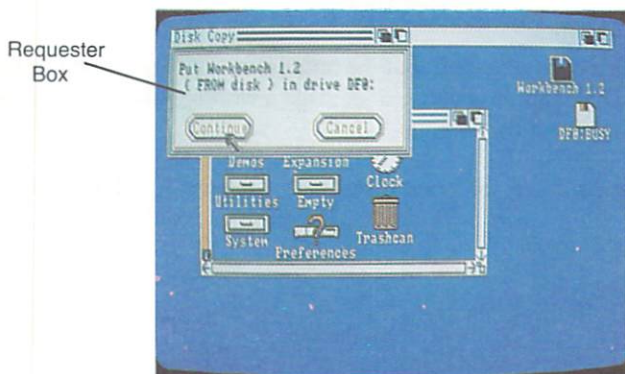 Requester
Box
Disk Copy
Put Workbench 1.2
( FROM disk ) in drive DF0:
Continue
Cancel
Workbench 1.2
DF0:BUSY
Demos Expansion
Clock
Utilities Empty
System
Preferences
Trashcan